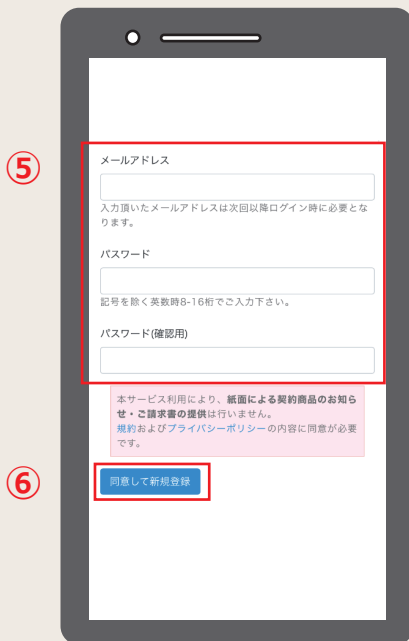 ⑤
メールアドレス
入力頂いたメールアドレスは次回以降ログイン時に必要とな
ります。
パスワード
記号を除く英数時8-16桁でご入力下さい。
パスワード(確認用)
本サービス利用により、紙面による契約商品のお知ら
せ・ご請求書の提供は行いません。
規約およびプライバシーポリシーの内容に同意が必要
です。
⑥
同意して新規登録